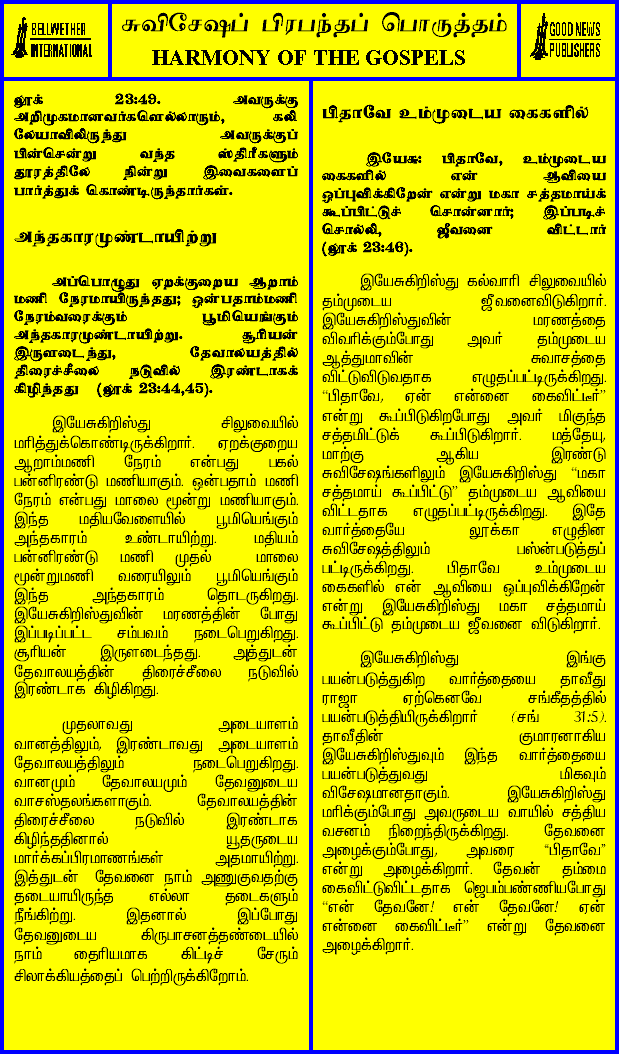 BELLWETHER
INTERNATIONAL
சுவிசேஷப் பிரபந்தப் பொருத்தம்
HARMONY OF THE GOSPELS
GOOD NEWS
PUBLISHERS
லூக் 23:49. அவருக்கு
அறிமுகமானவர்களெல்லாரும், கலி
லேயாவிலிருந்து அவருக்குப்
பின்சென்று வந்த ஸ்திரீகளும்
தூரத்திலே நின்று இவைகளைப்
பார்த்துக் கொண்டிருந்தார்கள்.
அந்தகாரமுண்டாயிற்று
அப்பொழுது ஏறக்குறைய ஆறாம்
மணி நேரமாயிருந்தது; ஒன்பதாம்மணி
நேரம்வரைக்கும் பூமியெங்கும்
அந்தகாரமுண்டாயிற்று. சூரியன்
இருளடைந்து, தேவாலயத்தில்
திரைச்சீலை நடுவில் இரண்டாகக்
கிழிந்தது (லூக் 23:44,45).
இயேசுகிறிஸ்து சிலுவையில்
மரித்துக்கொண்டிருக்கிறார். ஏறக்குறைய
ஆறாம்மணி நேரம் என்பது பகல்
பன்னிரண்டு மணியாகும். ஒன்பதாம் மணி
நேரம் என்பது மாலை மூன்று மணியாகும்.
இந்த மதியவேளையில் பூமியெங்கும்
அந்தகாரம் உண்டாயிற்று. மதியம்
பன்னிரண்டு மணி முதல் மாலை
மூன்றுமணி வரையிலும் பூமியெங்கும்
இந்த அந்தகாரம் தொடருகிறது.
இயேசுகிறிஸ்துவின் மரணத்தின் போது
இப்படிப்பட்ட சம்பவம் நடைபெறுகிறது.
சூரியன் இருளடைந்தது. அத்துடன்
தேவாலயத்தின் திரைச்சீலை நடுவில்
இரண்டாக கிழிகிறது.
முதலாவது அடையாளம்
வானத்திலும், இரண்டாவது அடையாளம்
தேவாலயத்திலும் நடைபெறுகிறது.
வானமும் தேவாலயமும் தேவனுடைய
வாசஸ்தலங்களாகும். தேவாலயத்தின்
திரைச்சீலை நடுவில் இரண்டாக
கிழிந்ததினால் யூதருடைய
மார்க்கப்பிரமாணங்கள் அதமாயிற்று.
இத்துடன் தேவனை நாம் அணுகுவதற்கு
தடையாயிருந்த எல்லா தடைகளும்
நீங்கிற்று. இதனால் இப்போது
தேவனுடைய கிருபாசனத்தண்டையில்
நாம் தைரியமாக கிட்டிச் சேரும்
சிலாக்கியத்தைப் பெற்றிருக்கிறோம்.
பிதாவே உம்முடைய கைகளில்
இயேசு: பிதாவே, உம்முடைய
கைகளில் என் ஆவியை
ஒப்புவிக்கிறேன் என்று மகா சத்தமாய்க்
கூப்பிட்டுச் சொன்னார்; இப்படிச்
சொல்லி, ஜீவனை விட்டார்
(லூக் 23:46).
இயேசுகிறிஸ்து கல்வாரி சிலுவையில்
தம்முடைய ஜீவனைவிடுகிறார்.
இயேசுகிறிஸ்துவின் மரணத்தை
விவரிக்கும்போது அவர் தம்முடைய
ஆத்துமாவின் சுவாசத்தை
விட்டுவிடுவதாக எழுதப்பட்டிருக்கிறது.
“பிதாவே, ஏன் என்னை கைவிட்டீர்”
என்று கூப்பிடுகிறபோது அவர் மிகுந்த
சத்தமிட்டுக் கூப்பிடுகிறார். மத்தேயு,
மாற்கு ஆகிய இரண்டு
சுவிசேஷங்களிலும் இயேசுகிறிஸ்து “மகா
சத்தமாய் கூப்பிட்டு” தம்முடைய ஆவியை
விட்டதாக எழுதப்பட்டிருக்கிறது. இதே
வார்த்தையே லூக்கா எழுதின
சுவிசேஷத்திலும் பஸ்ன்படுத்தப்
பட்டிருக்கிறது. பிதாவே உம்முடைய
கைகளில் என் ஆவியை ஒப்புவிக்கிறேன்
என்று இயேசுகிறிஸ்து மகா சத்தமாய்
கூப்பிட்டு தம்முடைய ஜீவனை விடுகிறார்.
இயேசுகிறிஸ்து இங்கு
பயன்படுத்துகிற வார்த்தையை தாவீது
ராஜா ஏற்கெனவே சங்கீதத்தில்
பயன்படுத்தியிருக்கிறார் (சங் 31:5).
தாவீதின் குமாரனாகிய
இயேசுகிறிஸ்துவும் இந்த வார்த்தையை
பயன்படுத்துவது மிகவும்
விசேஷமானதாகும். இயேசுகிறிஸ்து
மரிக்கும்போது அவருடைய வாயில் சத்திய
வசனம் நிறைந்திருக்கிறது. தேவனை
அழைக்கும்போது, அவரை “பிதாவே”
என்று அழைக்கிறார். தேவன் தம்மை
கைவிட்டுவிட்டதாக ஜெபம்பண்ணியபோது
“என் தேவனே! என் தேவனே! ஏன்
என்னை கைவிட்டீர்” என்று தேவனை
அழைக்கிறார்.